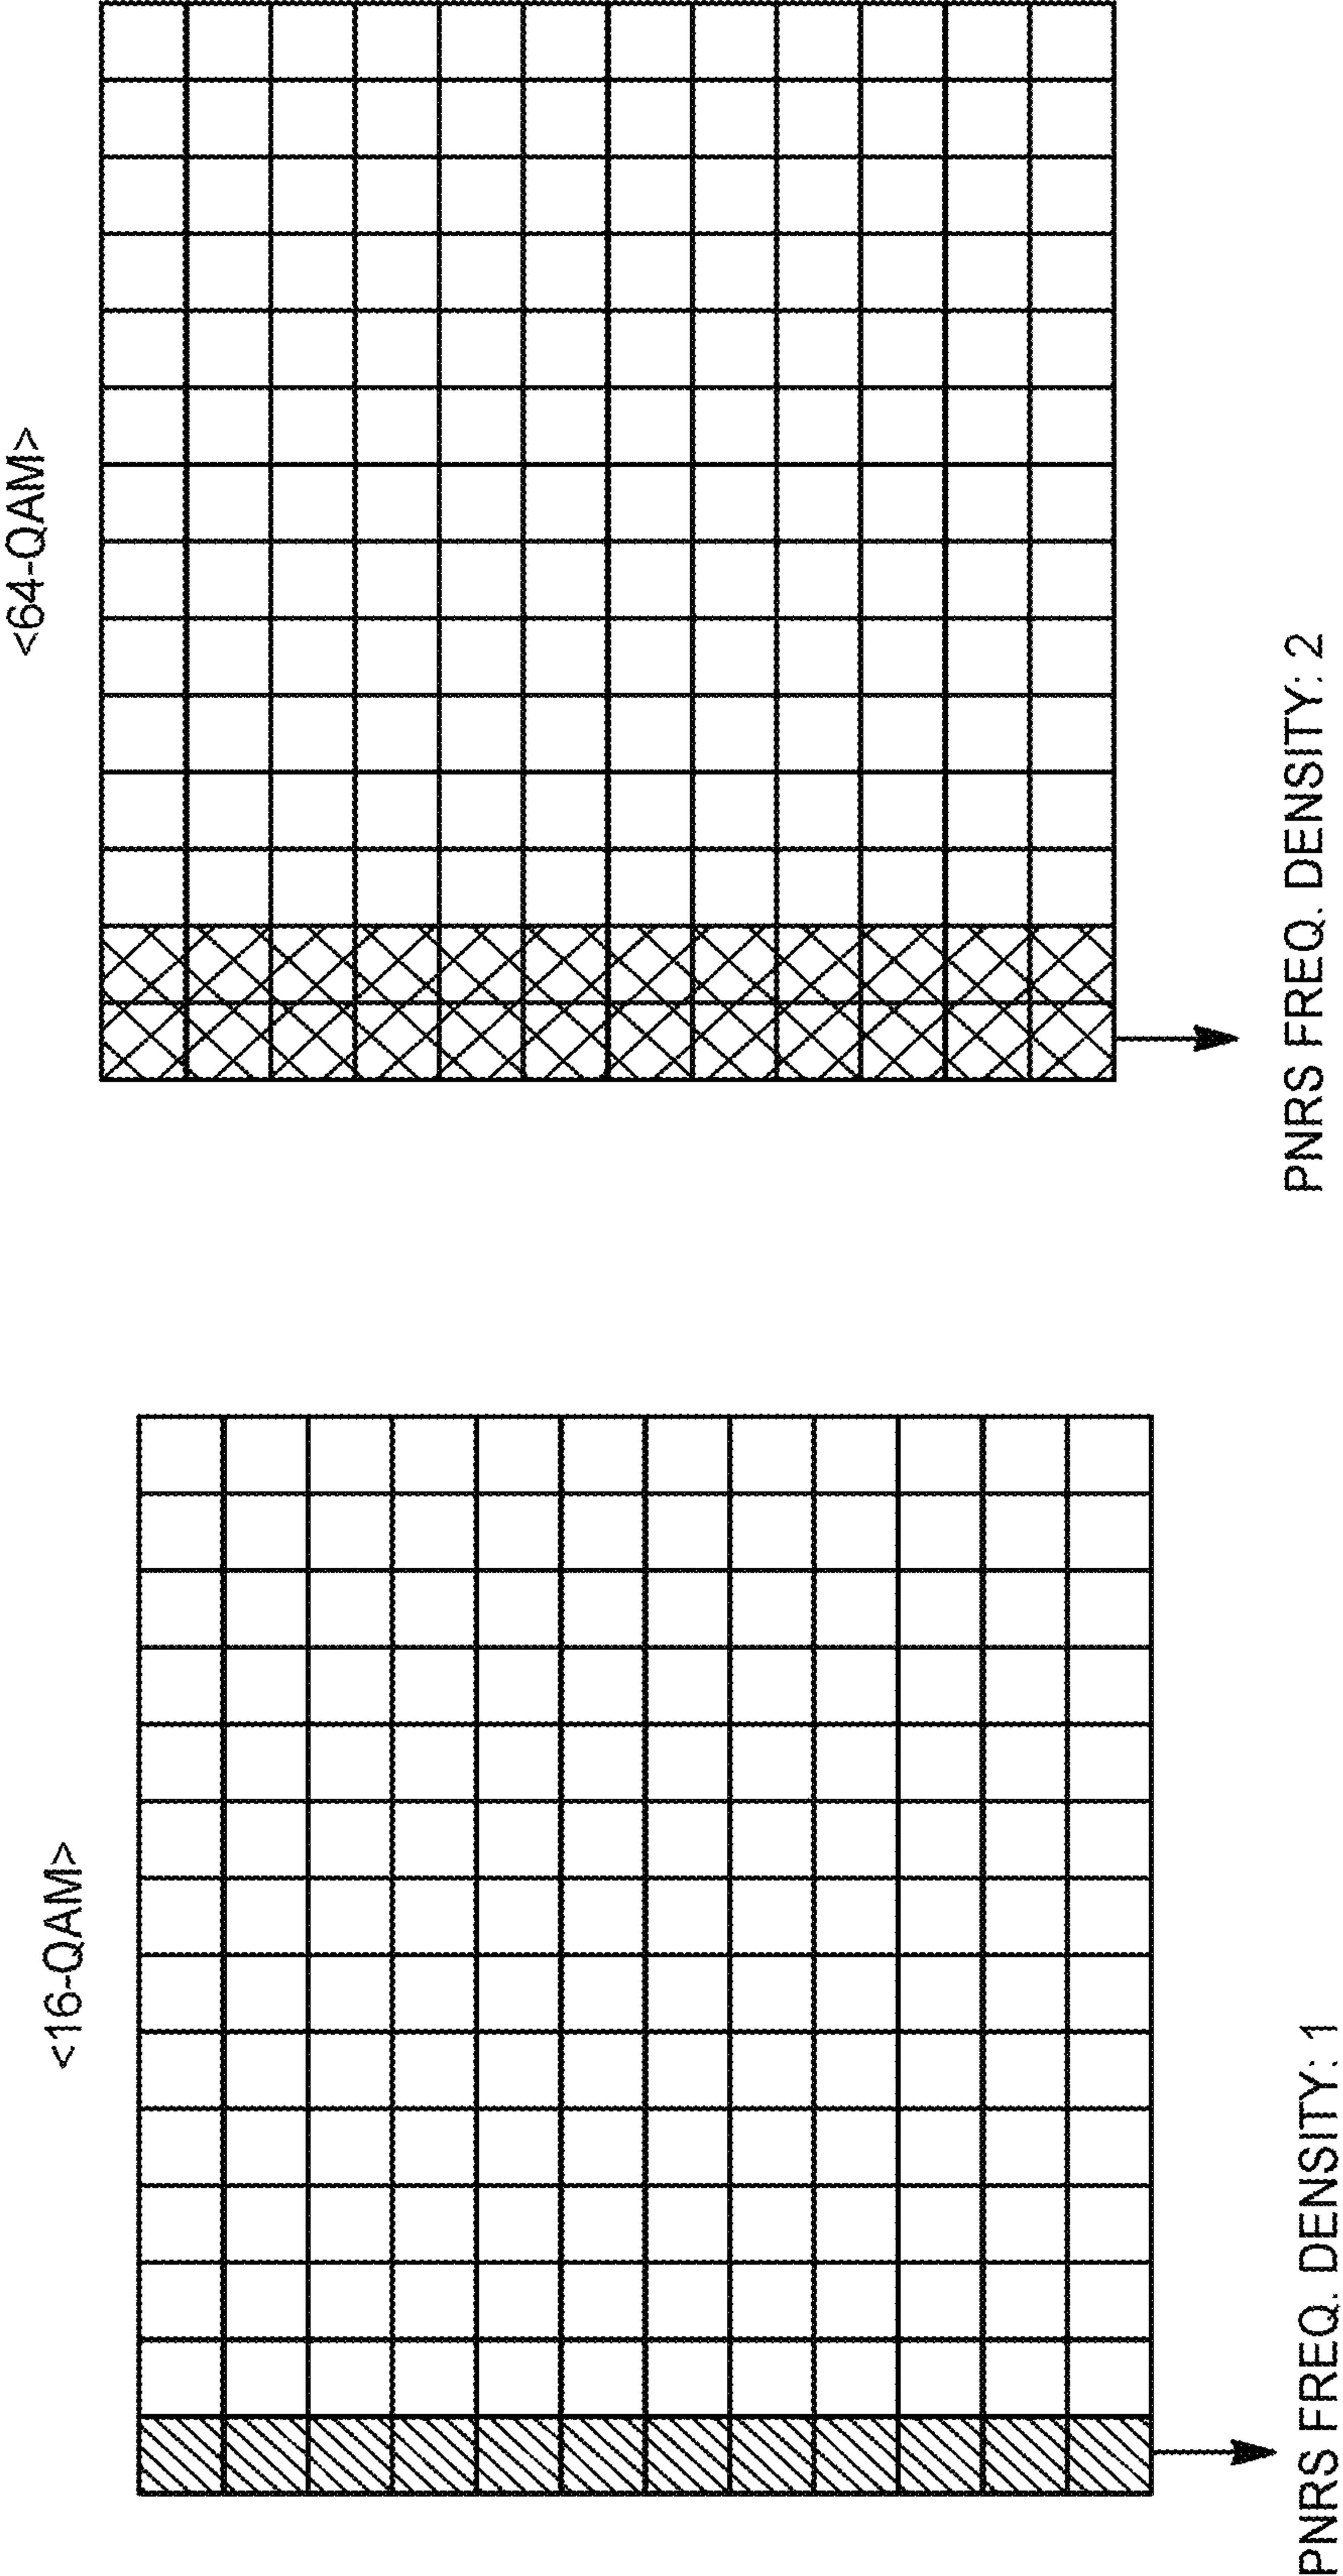 <16-QAM>
PNRS FREQ. DENSITY: 1
<64-QAM>
PNRS FREQ. DENSITY: 2